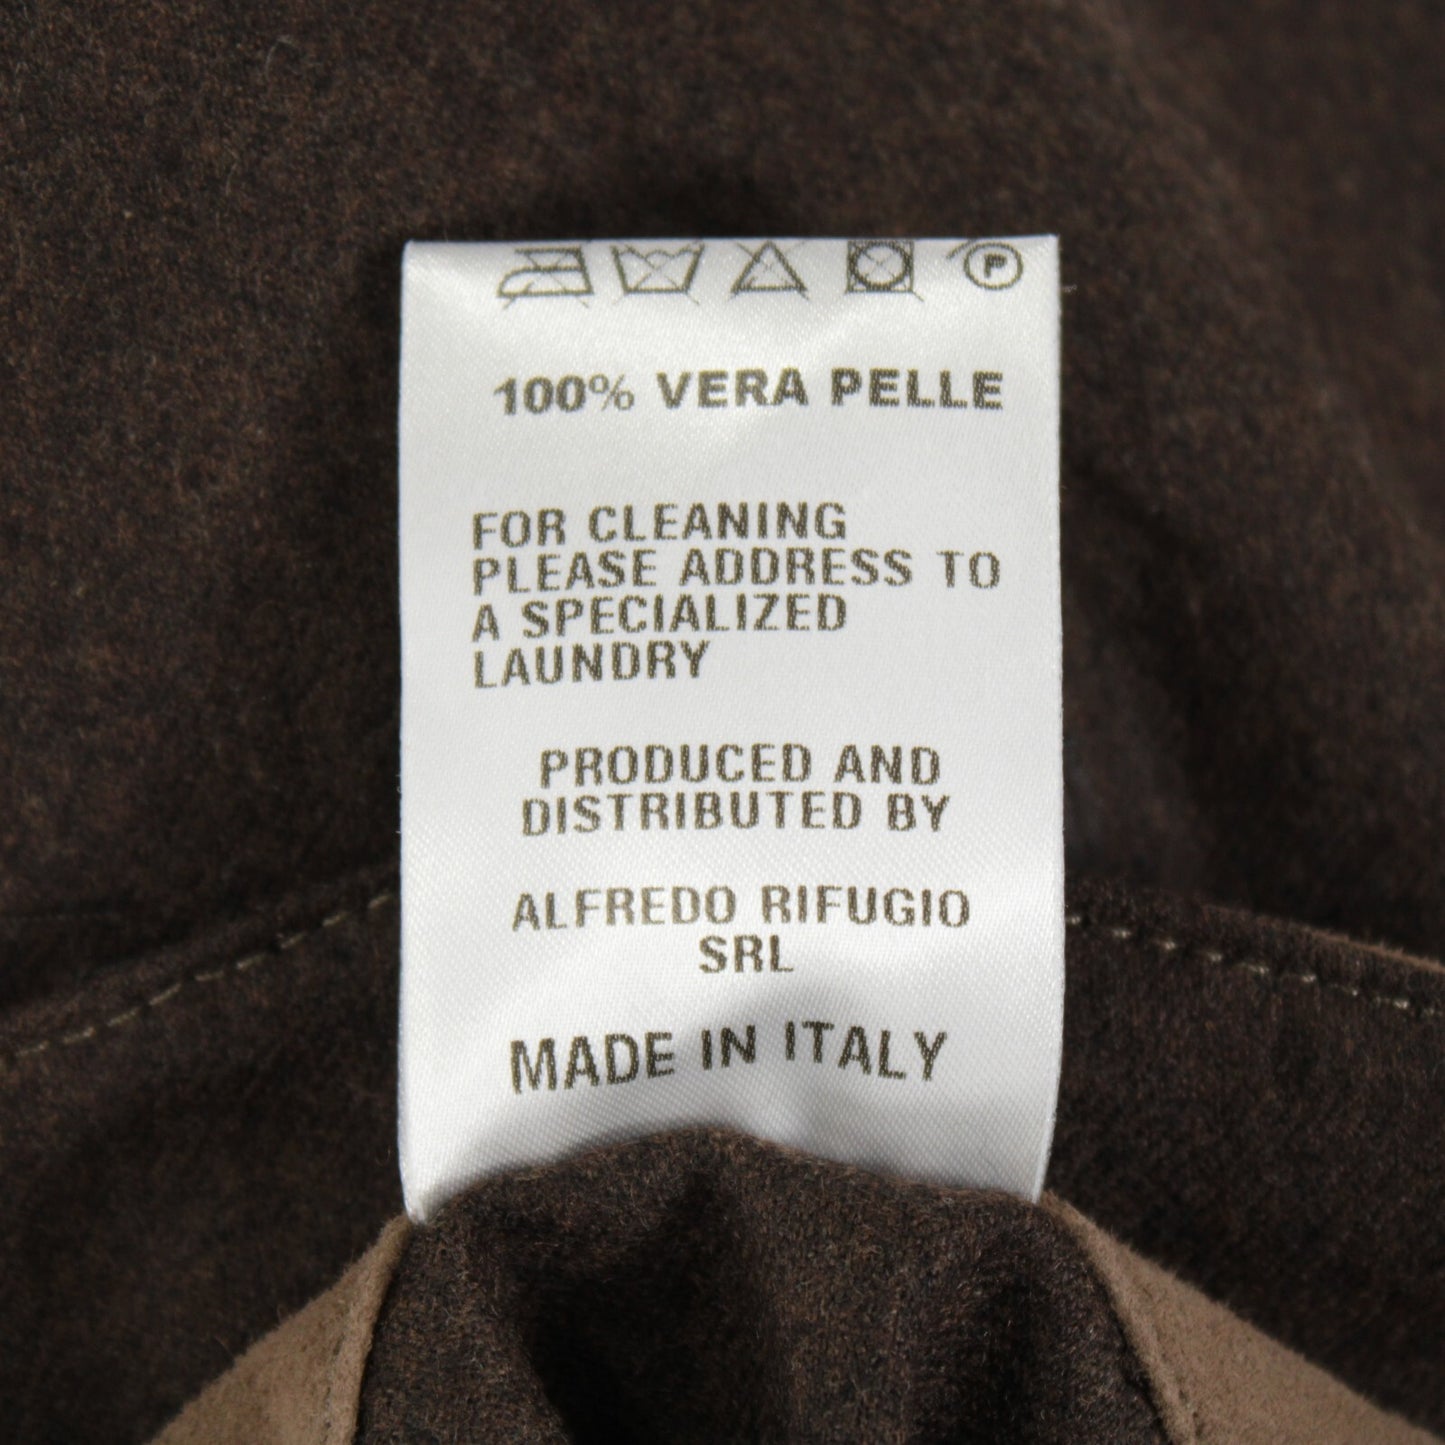 P
100% VERA PELLE
FOR CLEANING
PLEASE ADDRESS TO
A SPECIALIZED
LAUNDRY
PRODUCED AND
DISTRIBUTED BY
ALFREDO RIFUGIO
SRL
MADE IN ITALY